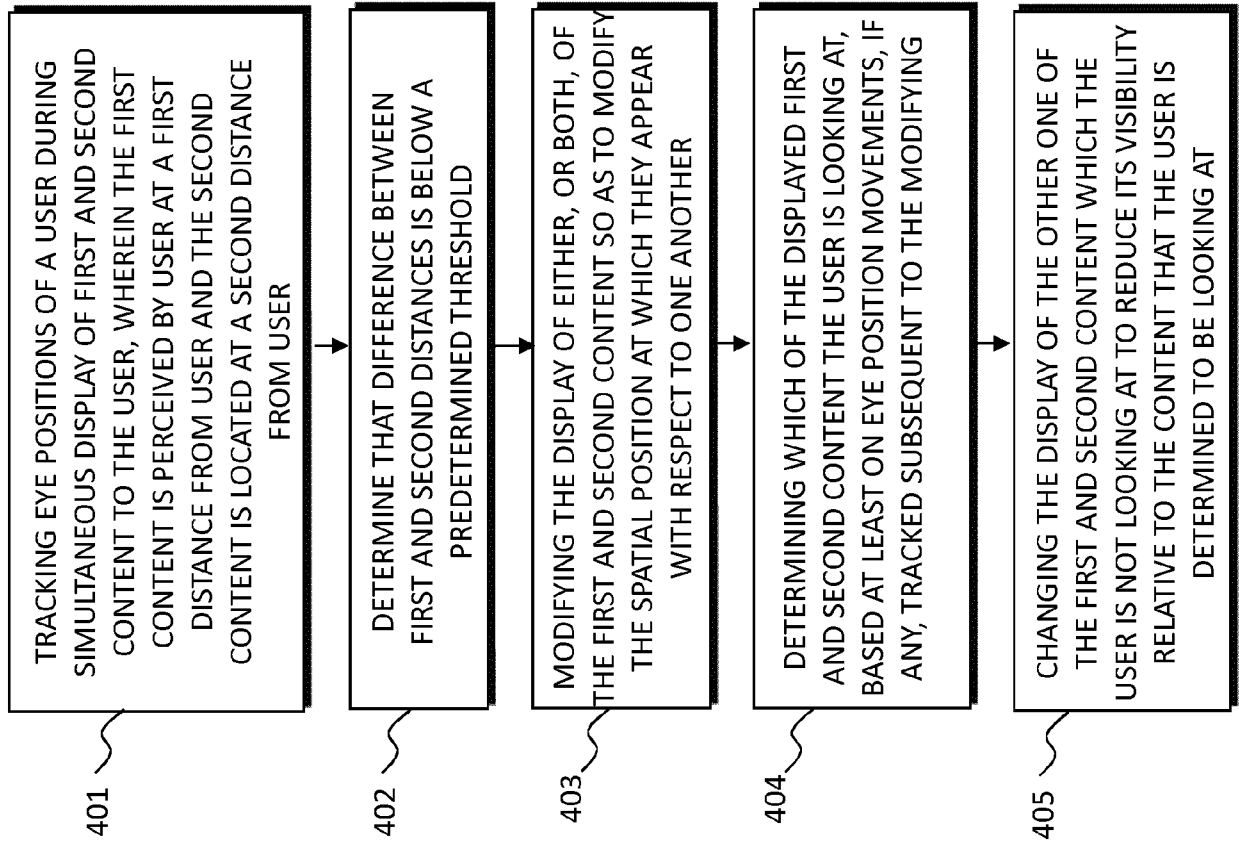 401
TRACKING EYE POSITIONS OF A USER DURING
SIMULTANEOUS DISPLAY OF FIRST AND SECOND
CONTENT TO THE USER, WHEREIN THE FIRST
CONTENT IS PERCEIVED BY USER AT A FIRST
DISTANCE FROM USER AND THE SECOND
CONTENT IS LOCATED AT A SECOND DISTANCE
FROM USER
402
DETERMINE THAT DIFFERENCE BETWEEN
FIRST AND SECOND DISTANCES IS BELOW A
PREDETERMINED THRESHOLD
403
MODIFYING THE DISPLAY OF EITHER, OR BOTH, OF
THE FIRST AND SECOND CONTENT SO AS TO MODIFY
THE SPATIAL POSITION AT WHICH THEY APPEAR
WITH RESPECT TO ONE ANOTHER
404
DETERMINING WHICH OF THE DISPLAYED FIRST
AND SECOND CONTENT THE USER IS LOOKING AT,
BASED AT LEAST ON EYE POSITION MOVEMENTS, IF
ANY, TRACKED SUBSEQUENT TO THE MODIFYING
405
CHANGING THE DISPLAY OF THE OTHER ONE OF
THE FIRST AND SECOND CONTENT WHICH THE
USER IS NOT LOOKING AT TO REDUCE ITS VISIBILITY
RELATIVE TO THE CONTENT THAT THE USER IS
DETERMINED TO BE LOOKING AT